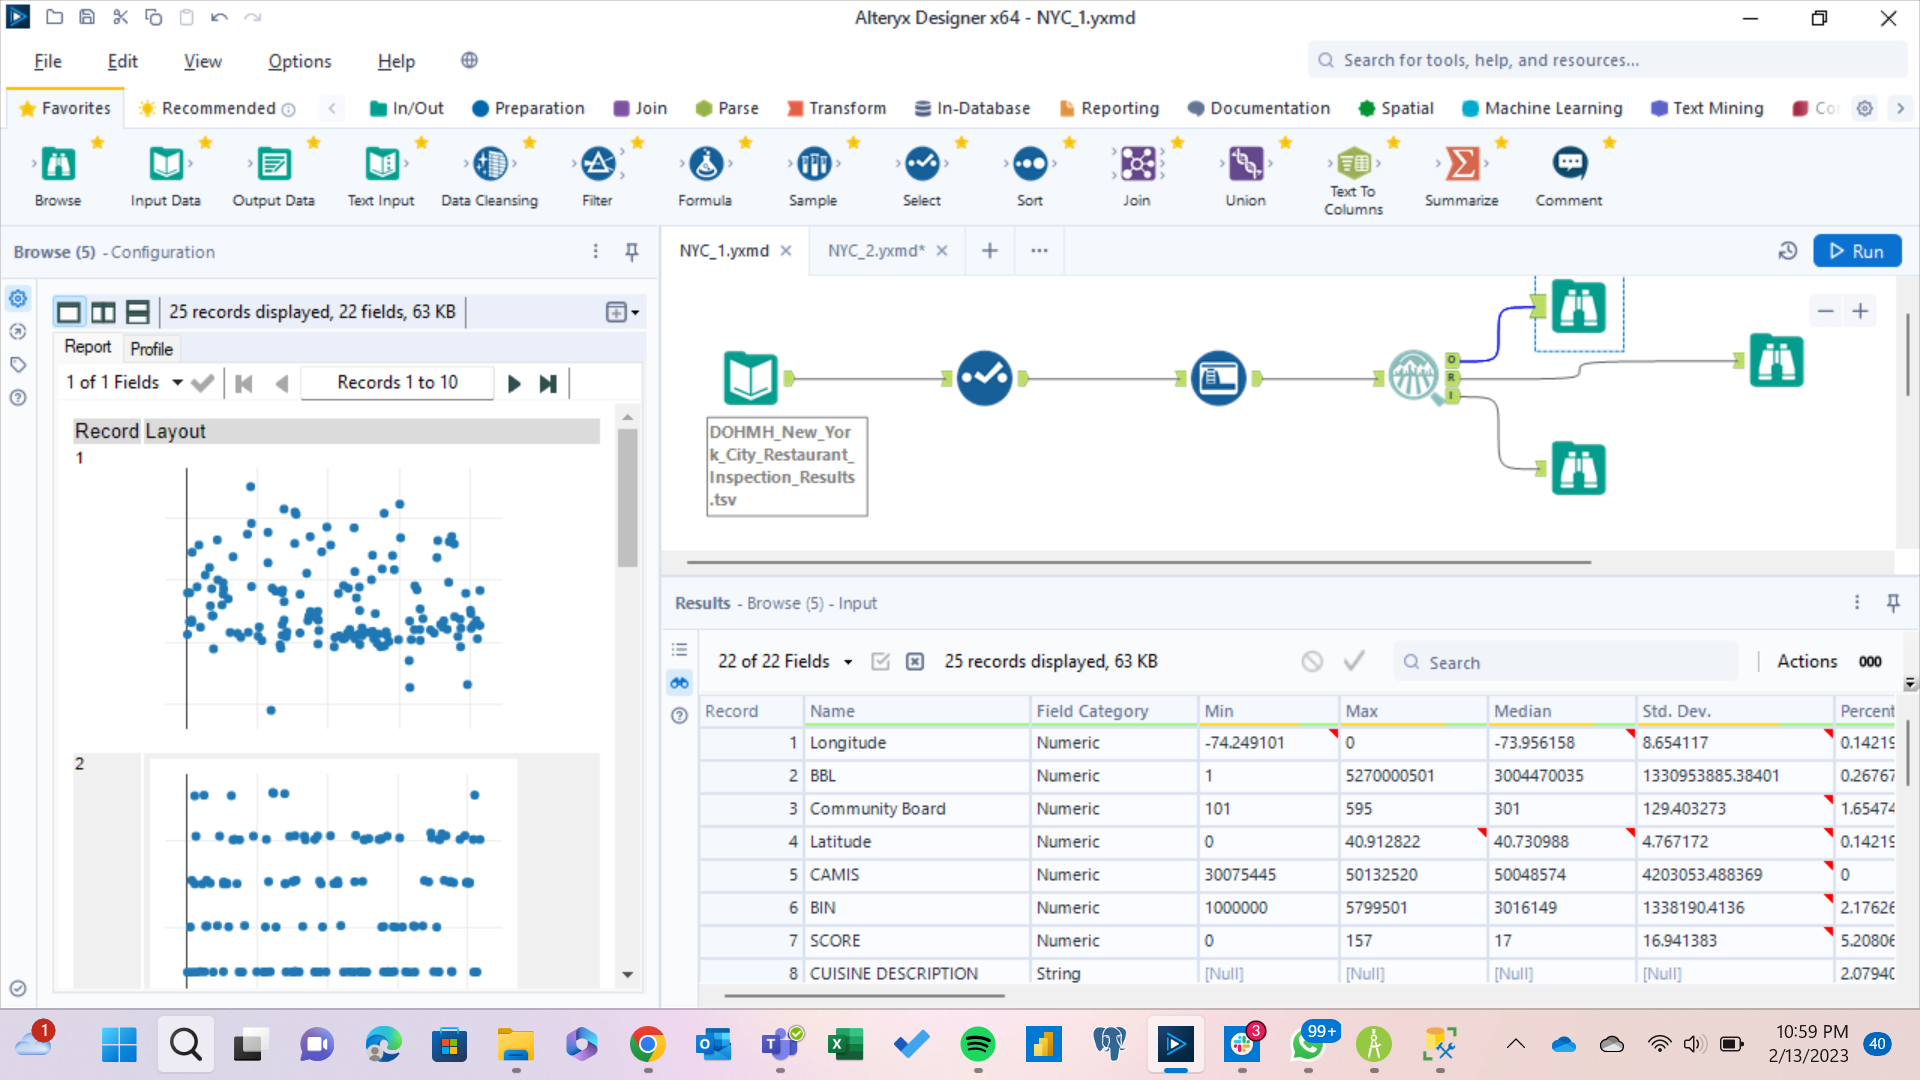 Alteryx Designer x64 - NYC_1.yxmd
File Edit View Options Help
Search for tools, help, and resources...
Favorites Recommended In/Out Preparation Join Parse Transform In-Database Reporting Documentation Spatial Machine Learning Text Mining Co
Browse Input Data Output Data Text Input Data Cleansing Filter Formula Sample Select Sort Join Union Text To Columns Summarize Comment
Browse (5) - Configuration
25 records displayed, 22 fields, 63 KB
Report Profile
1 of 1 Fields Records 1 to 10
Record Layout
1
2
NYC_1.yxmd NYC_2.yxmd*
Run
O
R
I
DOHMH_New_Yor
k_City_Restaurant_
Inspection_Results
.tsv
Results - Browse (5) - Input
22 of 22 Fields 25 records displayed, 63 KB Search Actions 000
Record Name Field Category Min Max Median Std. Dev. Percent
1 Longitude Numeric -74.249101 0 -73.956158 8.654117 0.14219
2 BBL Numeric 1 5270000501 3004470035 1330953885.38401 0.26767
3 Community Board Numeric 101 595 301 129.403273 1.65474
4 Latitude Numeric 0 40.912822 40.730988 4.767172 0.14219
5 CAMIS Numeric 30075445 50132520 50048574 4203053.488369 0
6 BIN Numeric 1000000 5799501 3016149 1338190.4136 2.17626
7 SCORE Numeric 0 157 17 16.941383 5.20806
8 CUISINE DESCRIPTION String [Null] [Null] [Null] [Null] 2.07940
1
3
99+
10:59 PM
2/13/2023
40